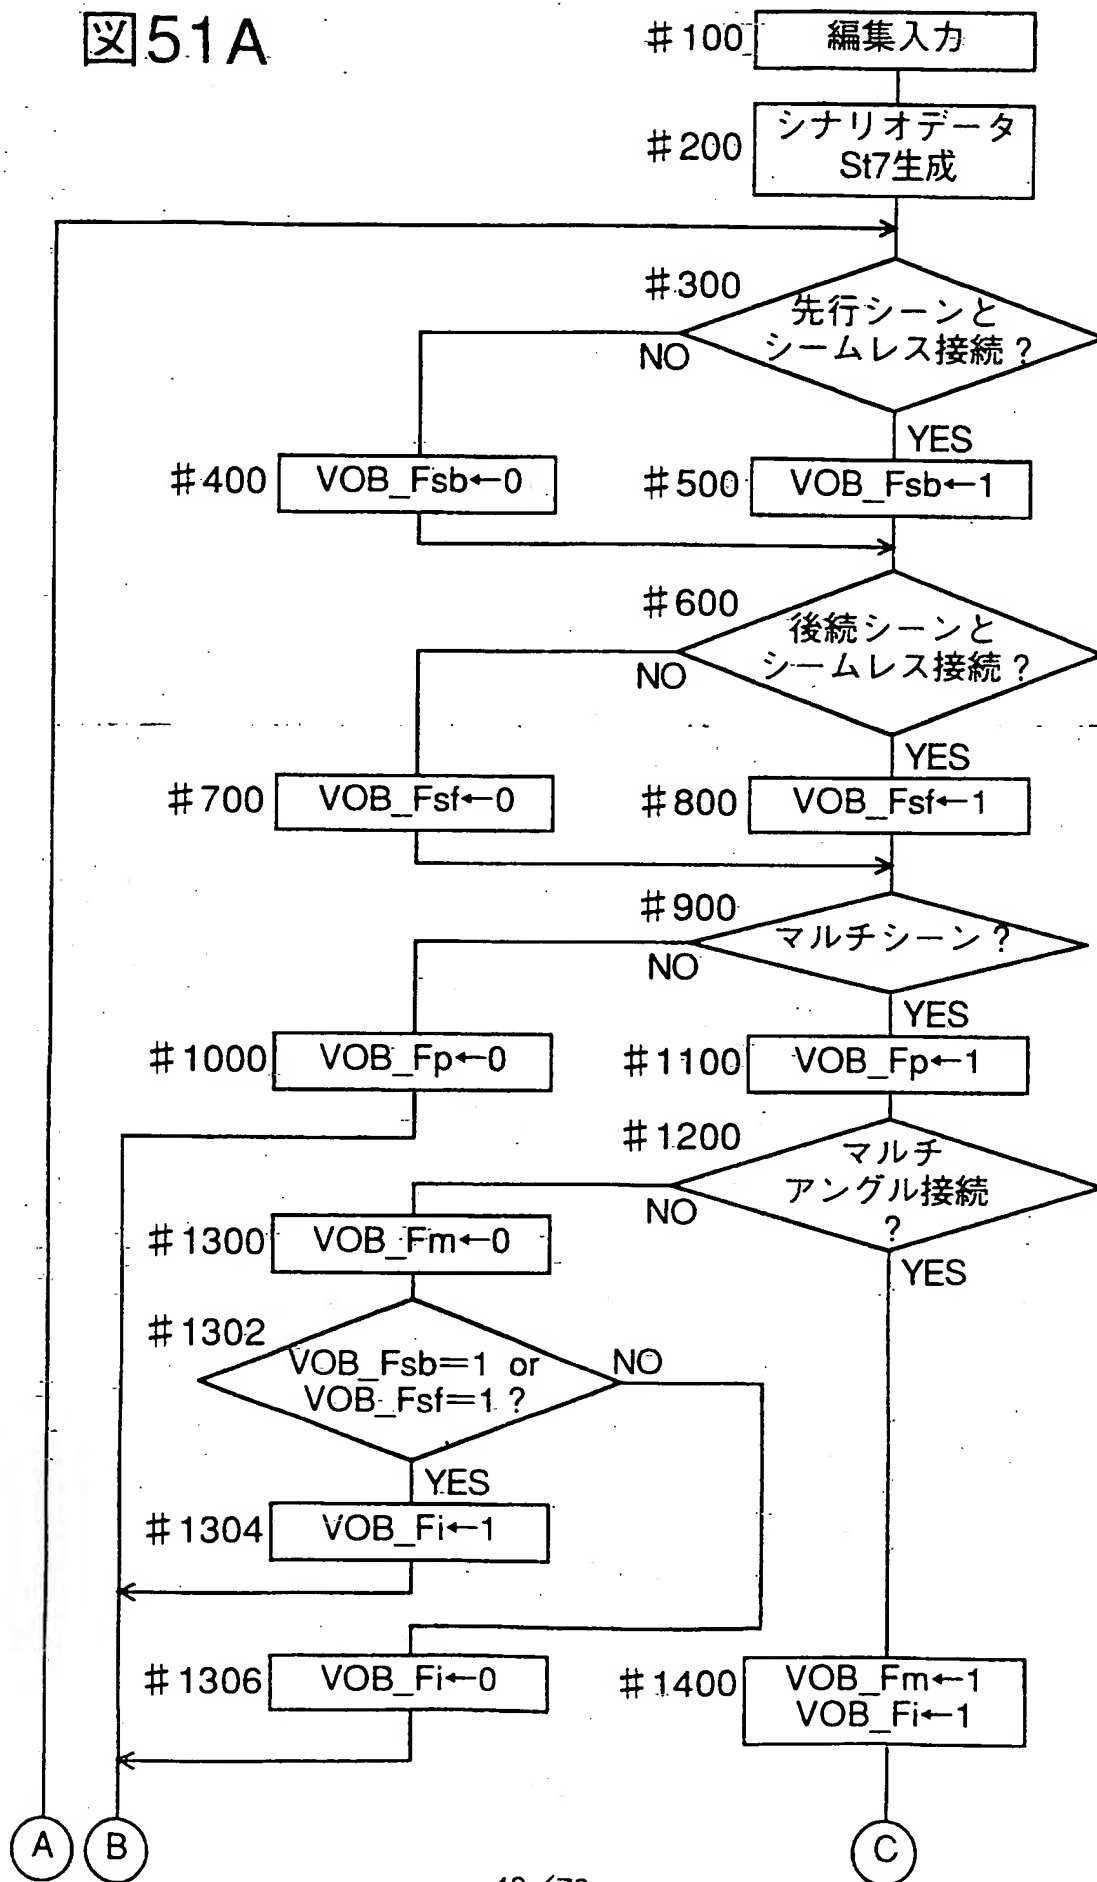 図51A
#100 編集入力
#200 シナリオデータ
St7生成
#300 先行シーンと
シームレス接続?
NO
YES
#400 VOB_Fsb←0
#500 VOB_Fsb←1
#600 後続シーンと
シームレス接続?
NO
YES
#700 VOB_Fsf←0
#800 VOB_Fsf←1
#900 マルチシーン?
NO
YES
#1000 VOB_Fp←0
#1100 VOB_Fp←1
#1200 マルチ
アングル接続
?
NO
YES
#1300 VOB_Fm←0
#1302 VOB_Fsb=1 or
VOB_Fsf=1 ?
NO
YES
#1304 VOB_Fi←1
#1306 VOB_Fi←0
#1400 VOB_Fm←1
VOB_Fi←1
A B C